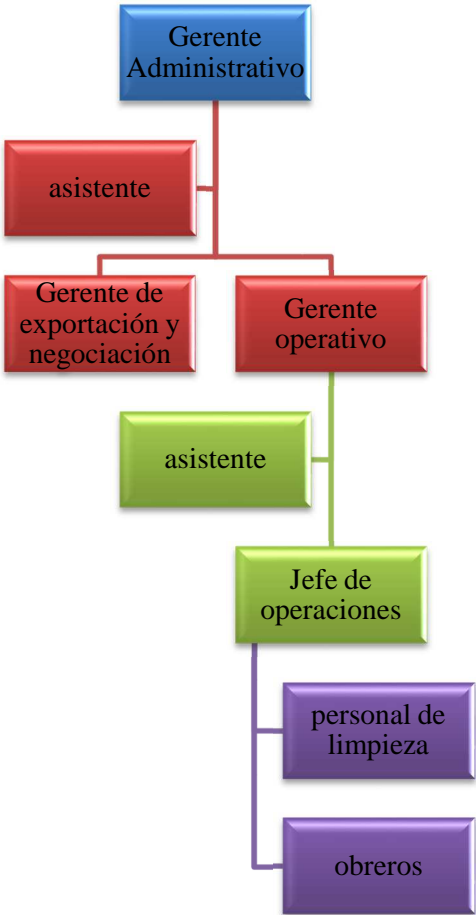 Gerente
Administrativo
asistente
Gerente de
exportación y
negociación
Gerente
operativo
asistente
Jefe de
operaciones
personal de
limpieza
obreros